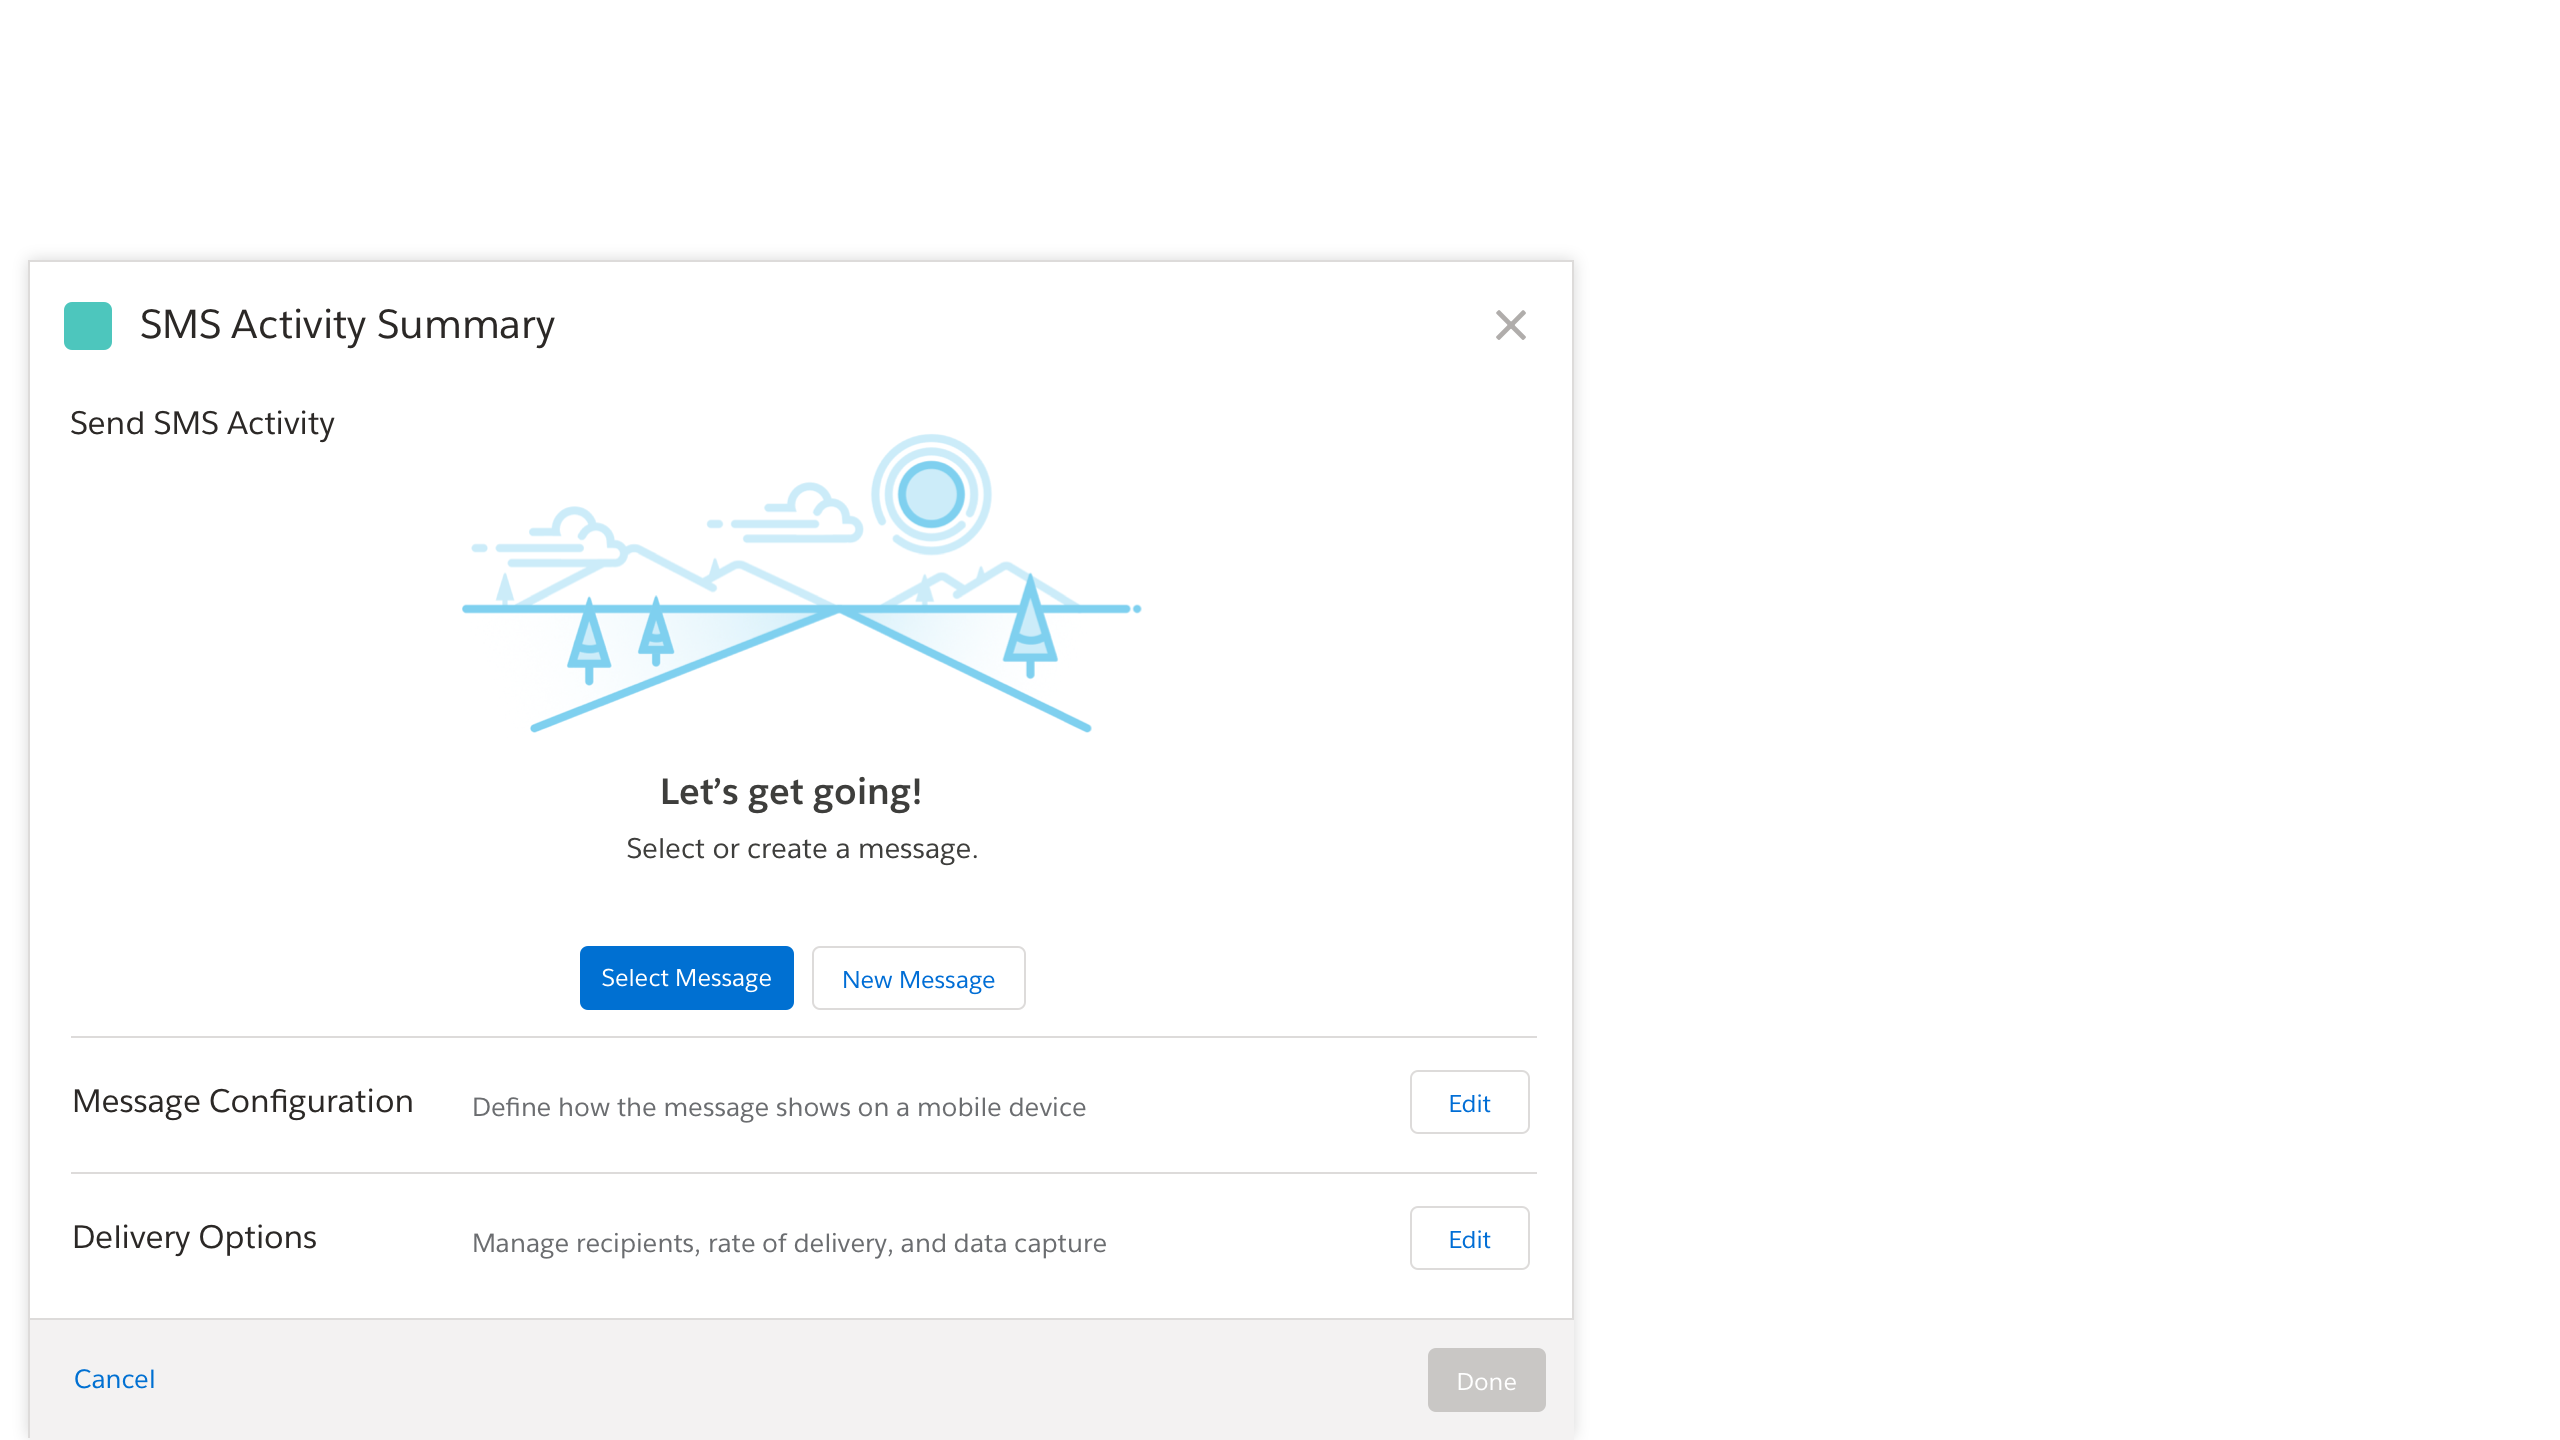 SMS Activity Summary
Send SMS Activity
Let’s get going!
Select or create a message.
Select Message
New Message
Message Configuration
Define how the message shows on a mobile device
Edit
Delivery Options
Manage recipients, rate of delivery, and data capture
Edit
Cancel
Done